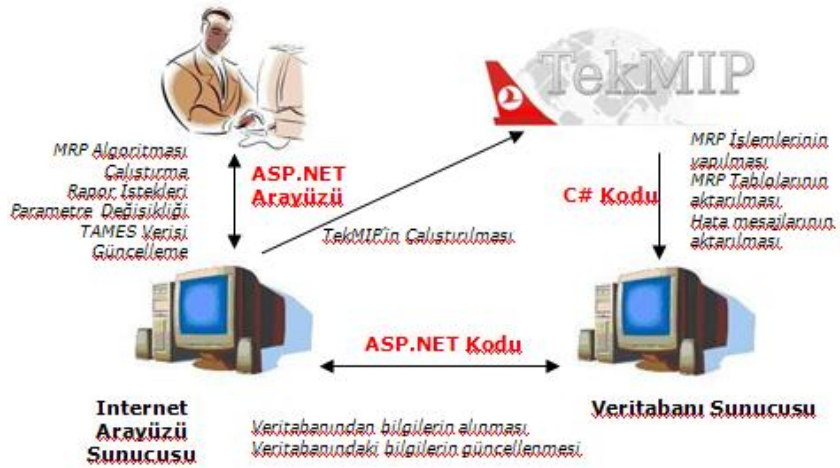 TekMIP
MRP Algoritması
Çalıştırma
Rapor İstekleri
Parametre Değişikliği
TAMES Verisi
Güncelleme
ASP.NET
Arayüzü
TekMIP'in Çalıştırılması
C# Kodu
MRP İşlemlerinin
yapılması
MRP Tablolarının
aktarılması
Hata mesajlarının
aktarılması
ASP.NET Kodu
Internet
Arayüzü
Sunucusu
Veritabanından bilgilerin alınması
Veritabanındaki bilgilerin güncellenmesi
Veritabanı Sunucusu